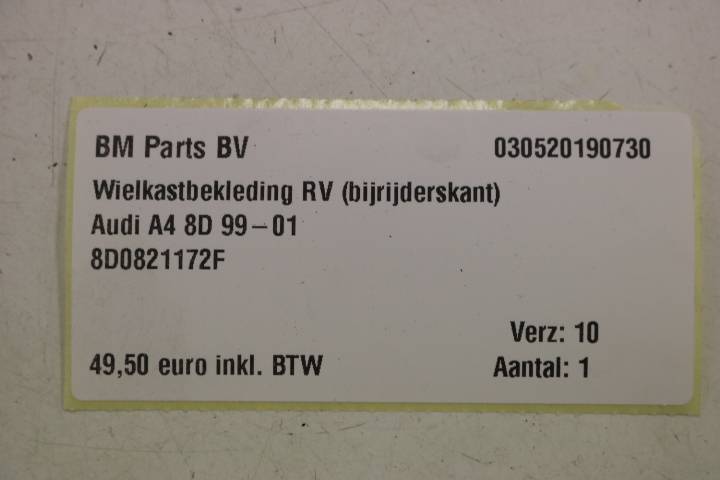 BM Parts BV 030520190730
Wielkastbekleding RV (bijrijderskant)
Audi A4 8D 99-01
8D0821172F
Verz: 10
49,50 euro inkl. BTW Aantal: 1